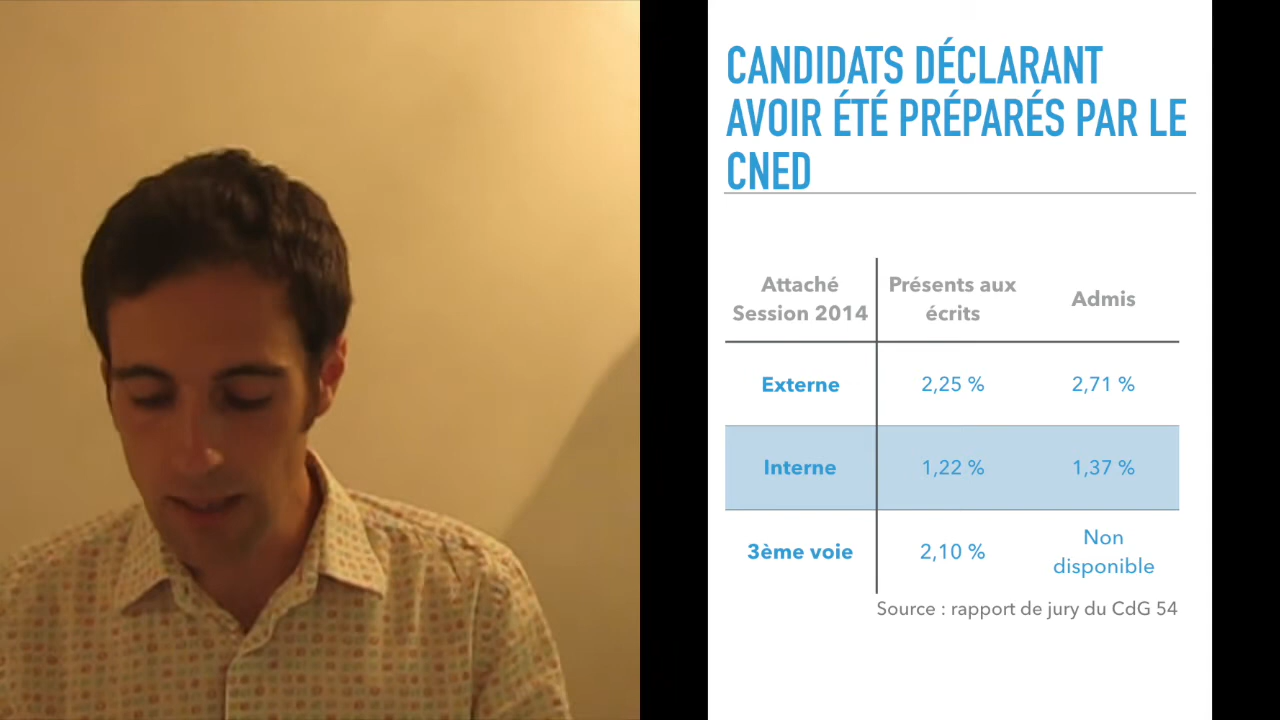 CANDIDATS DÉCLARANT
AVOIR ÉTÉ PRÉPARÉS PAR LE
CNED
Attaché
Session 2014
Présents aux
écrits
Admis
Externe
2,25 %
2,71 %
Interne
1,22 %
1,37 %
3ème voie
2,10 %
Non
disponible
Source : rapport de jury du CdG 54